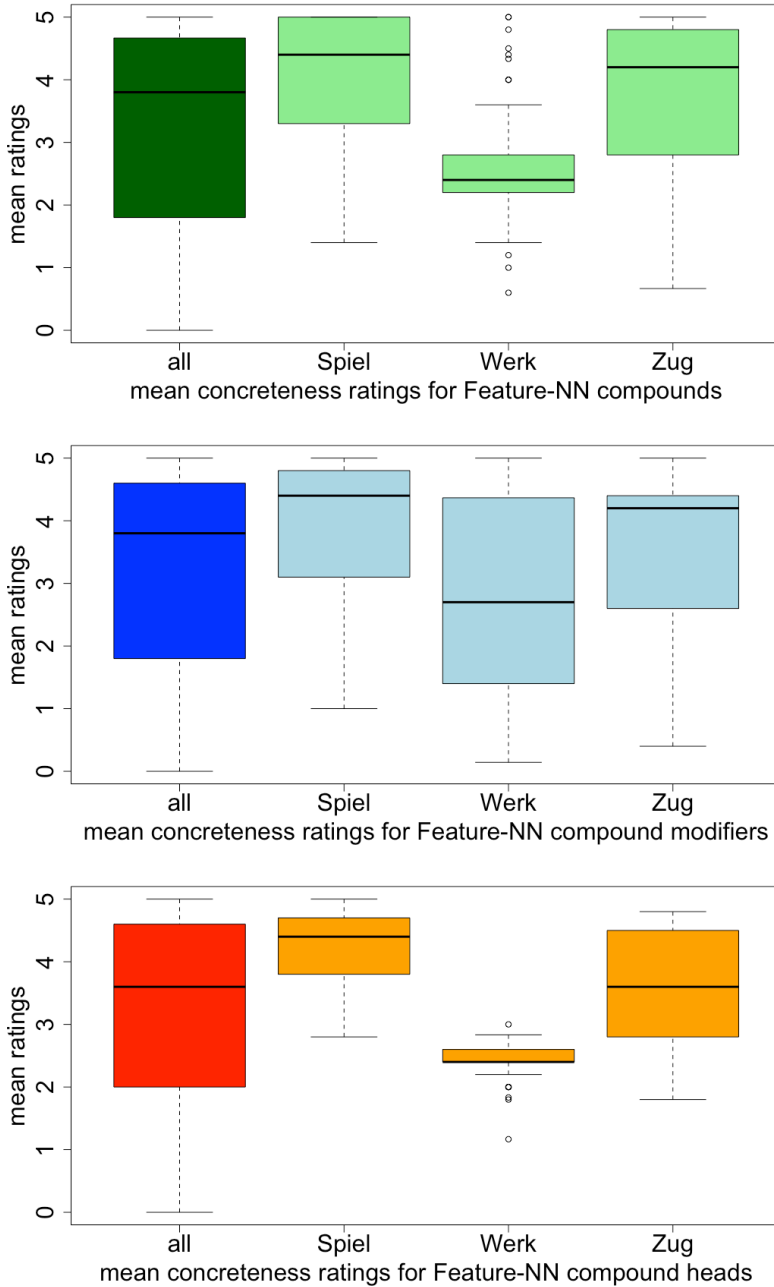 mean ratings
5
4
3
2
1
0
all Spiel Werk Zug
mean concreteness ratings for Feature-NN compounds
mean ratings
5
4
3
2
1
0
all Spiel Werk Zug
mean concreteness ratings for Feature-NN compound modifiers
mean ratings
5
4
3
2
1
0
all Spiel Werk Zug
mean concreteness ratings for Feature-NN compound heads